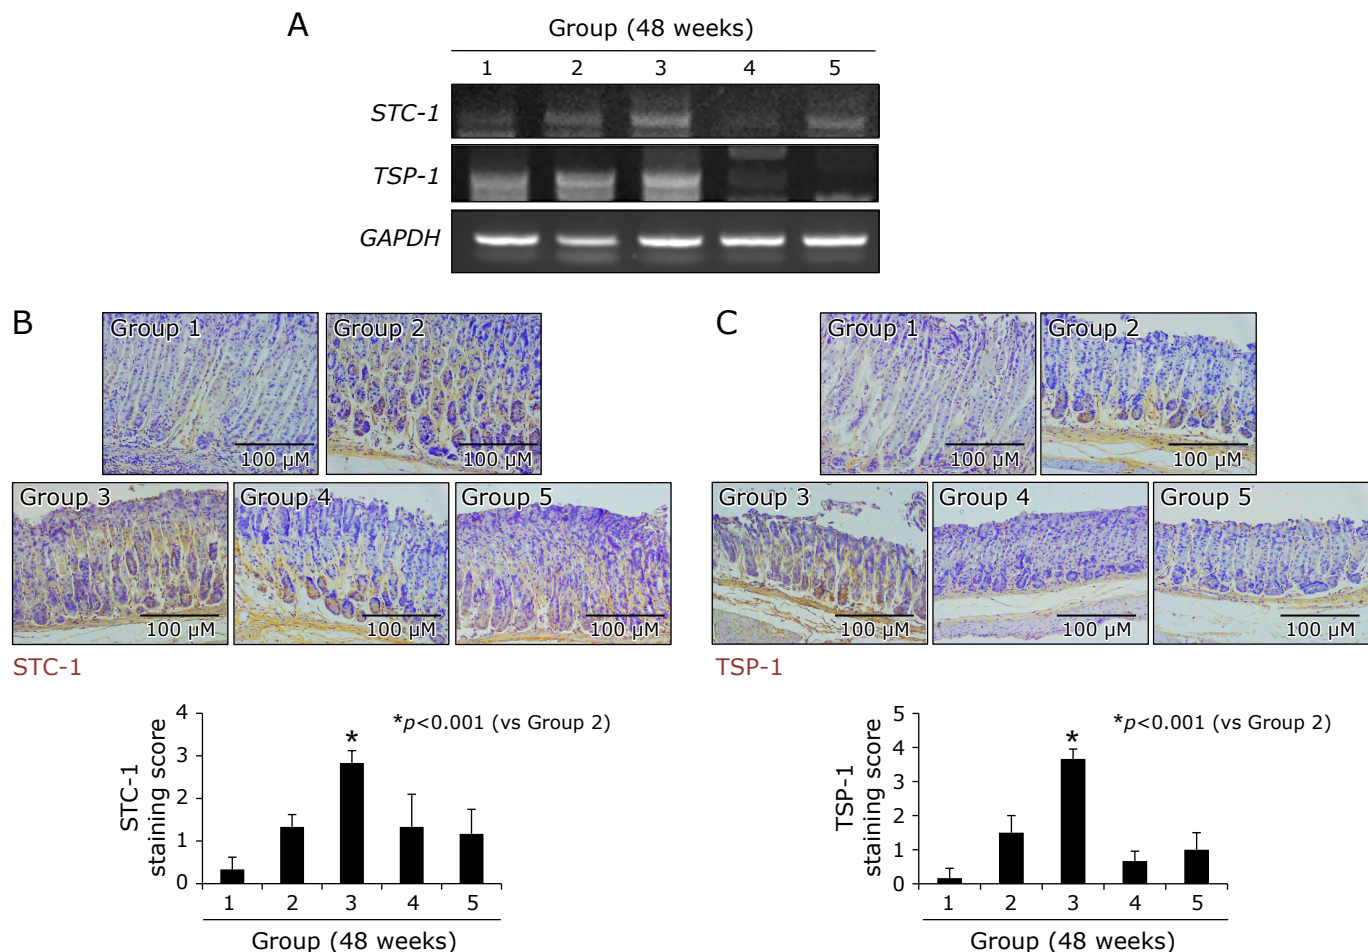 A
Group (48 weeks)
1 2 3 4 5
STC-1
TSP-1
GAPDH
B
Group 1
100 µM
Group 2
100 µM
Group 3
100 µM
Group 4
100 µM
Group 5
100 µM
STC-1
STC-1
staining score
4
3
2
1
0
*p<0.001 (vs Group 2)
*
1 2 3 4 5
Group (48 weeks)
C
Group 1
100 µM
Group 2
100 µM
Group 3
100 µM
Group 4
100 µM
Group 5
100 µM
TSP-1
TSP-1
staining score
5
4
3
2
1
0
*p<0.001 (vs Group 2)
*
1 2 3 4 5
Group (48 weeks)